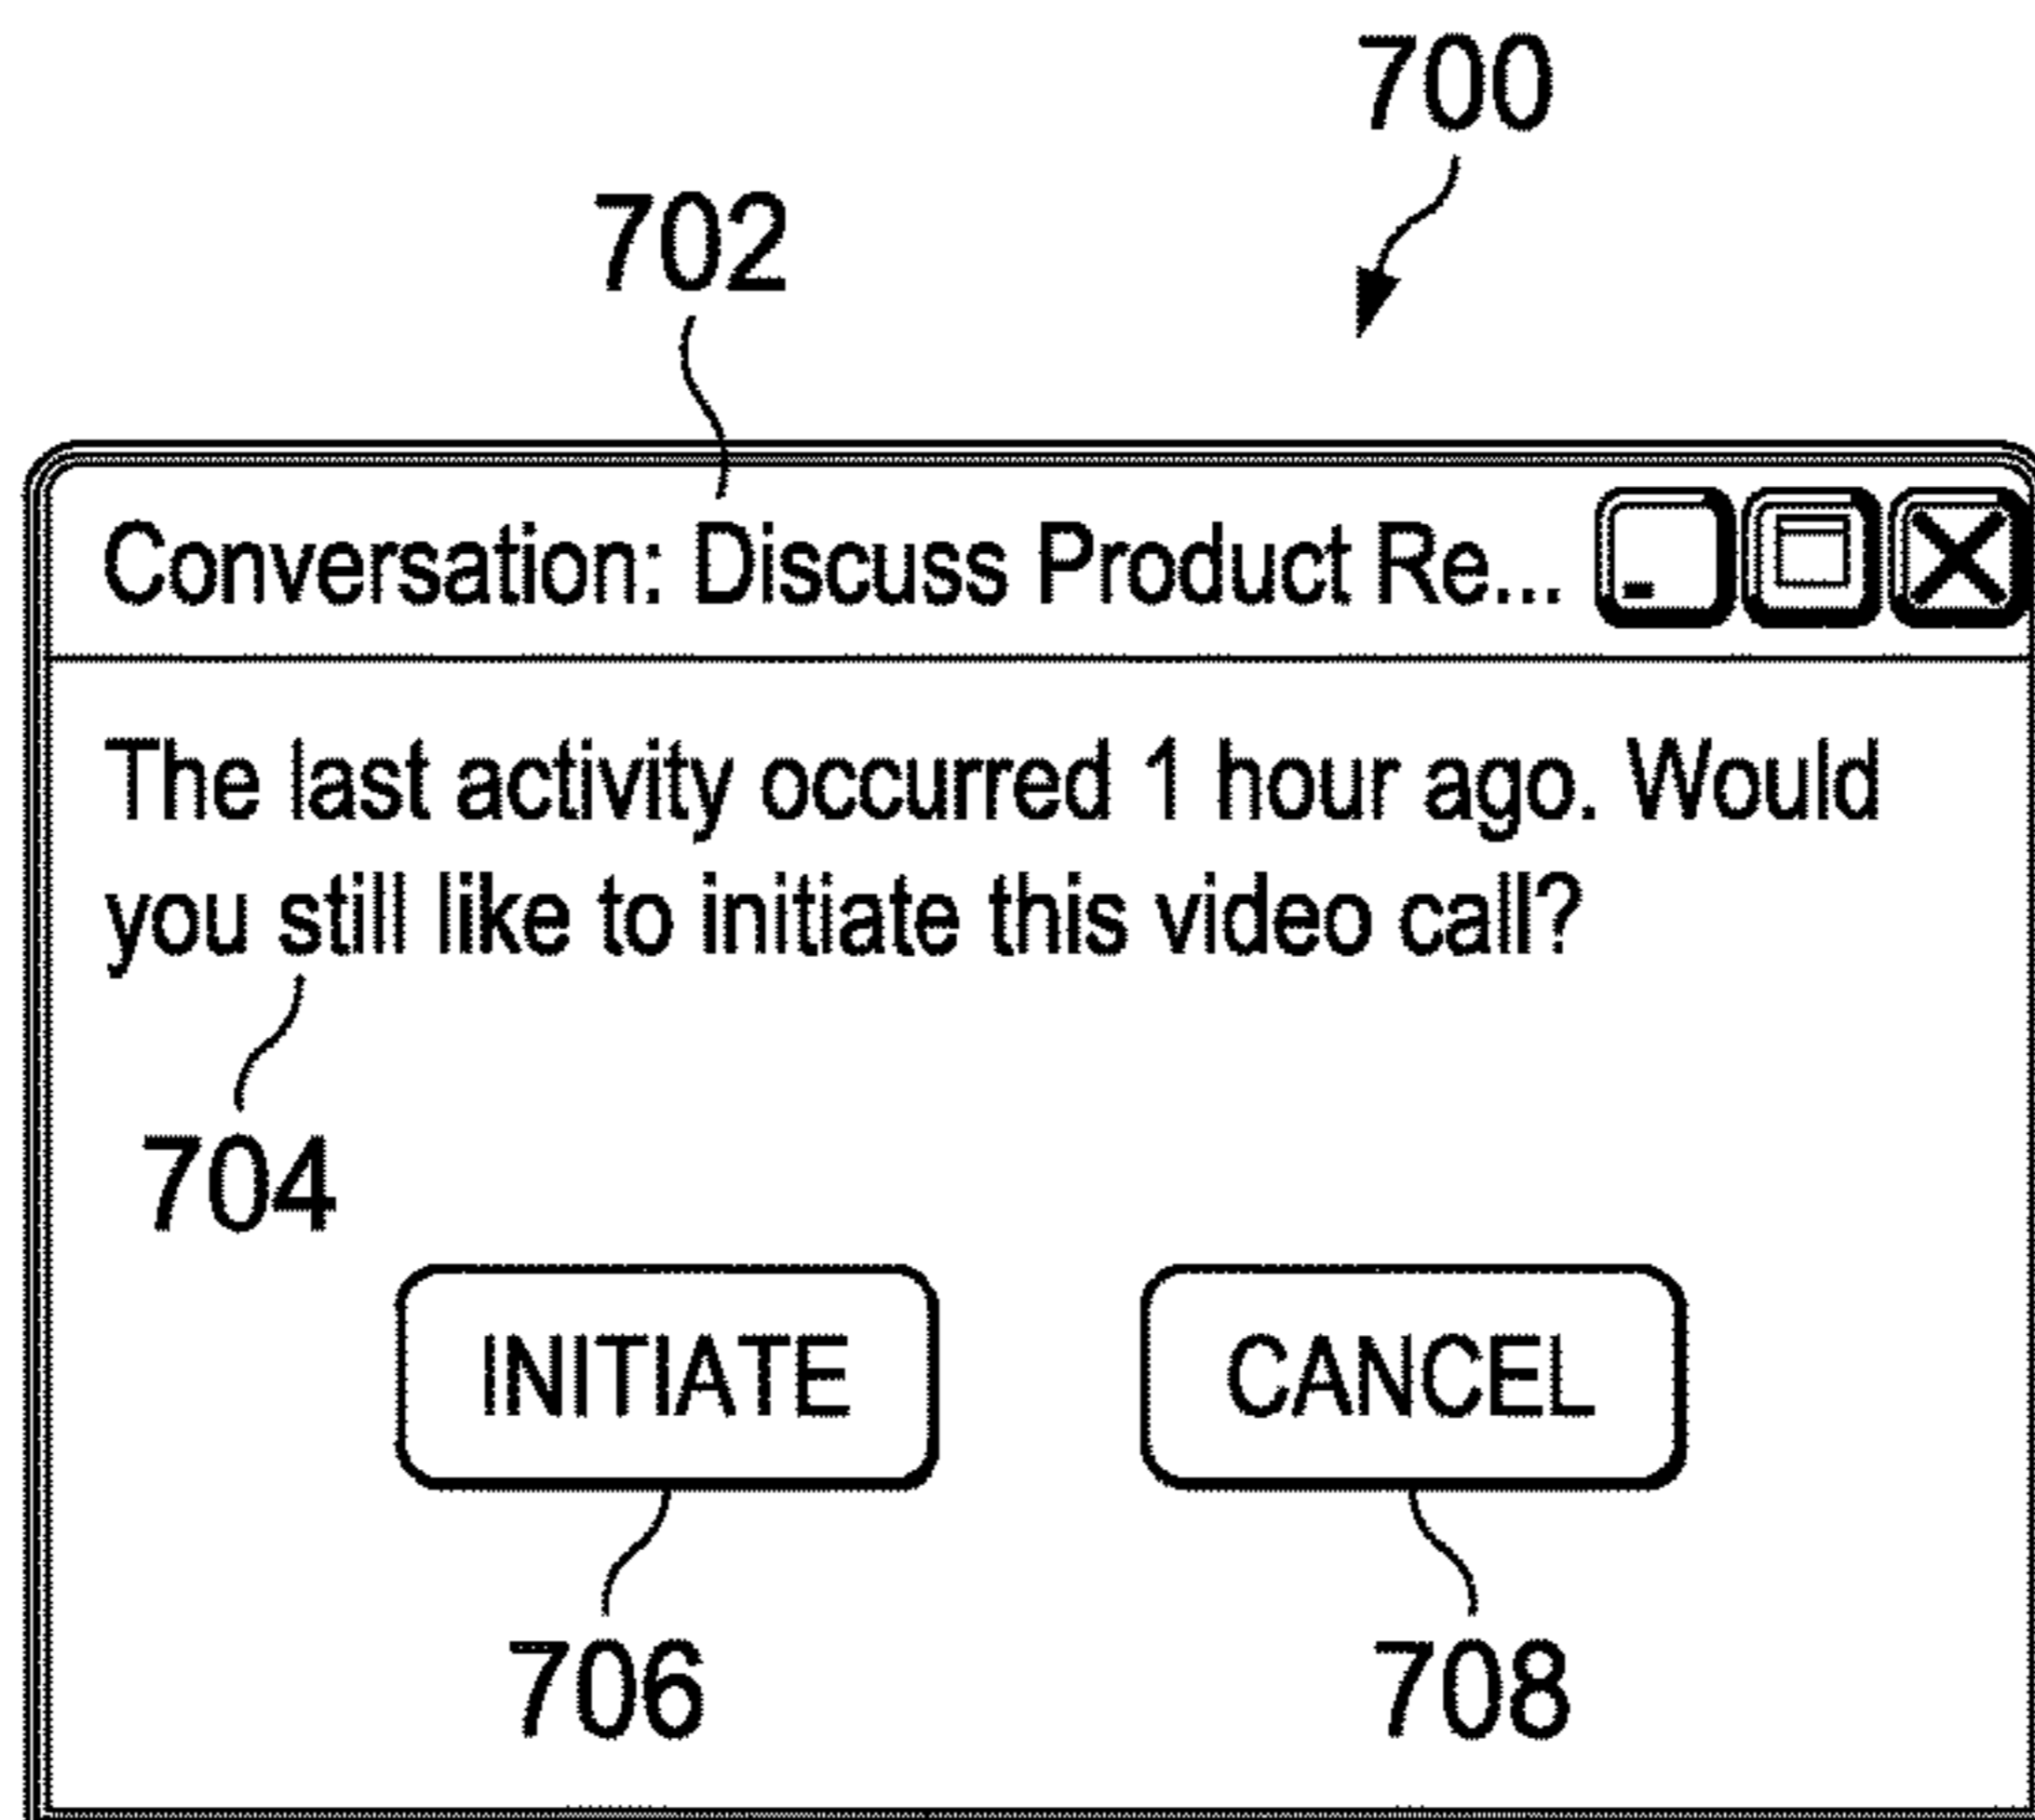 700
702
Conversation: Discuss Product Re...
The last activity occurred 1 hour ago. Would
you still like to initiate this video call?
704
INITIATE
CANCEL
706
708